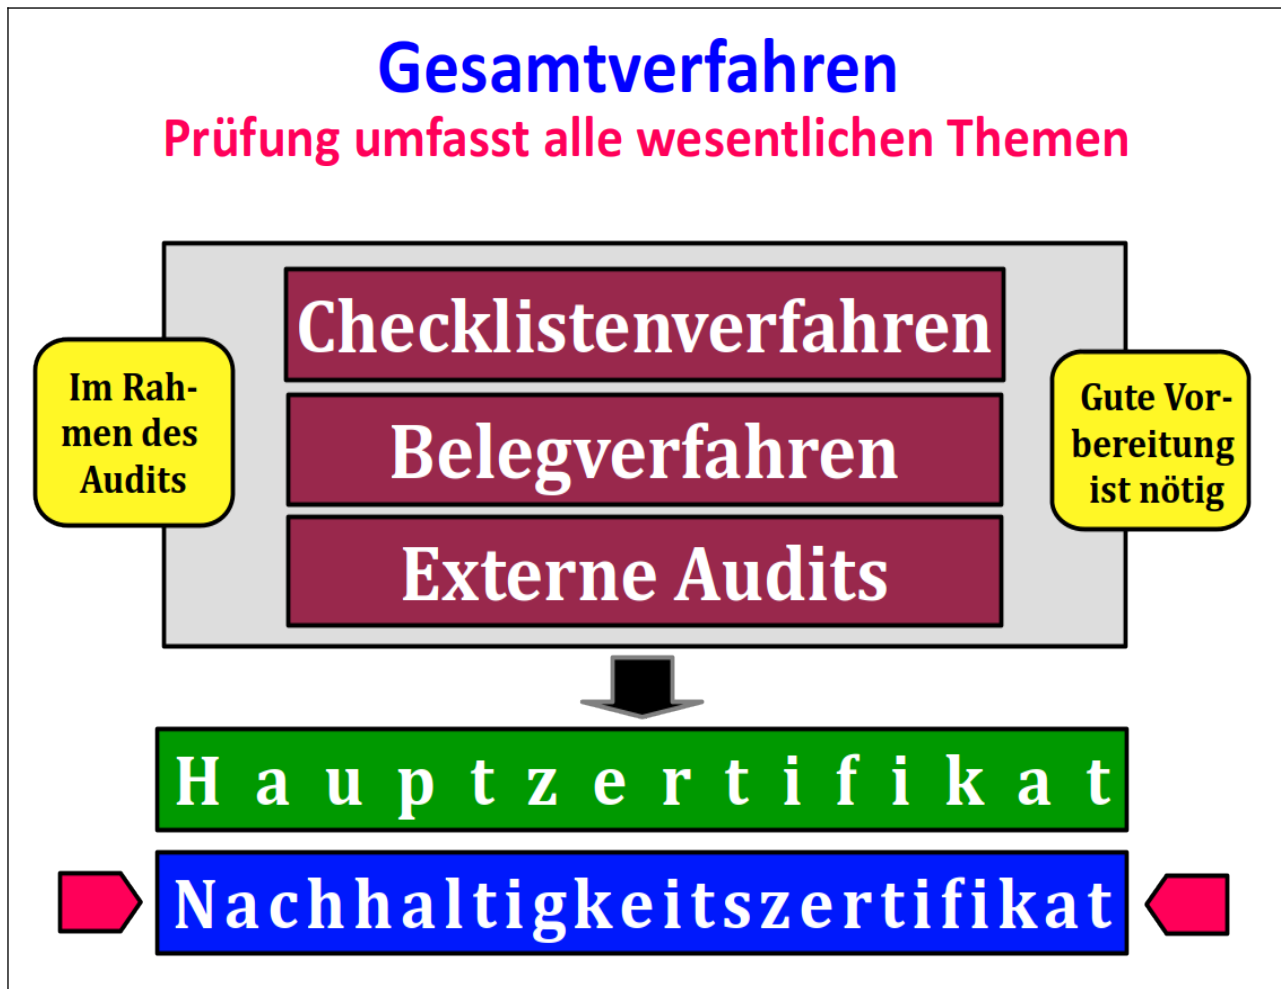 Gesamtverfahren
Prüfung umfasst alle wesentlichen Themen
Checklistenverfahren
Im Rah-
men des
Audits
Belegverfahren
Gute Vor-
bereitung
ist nötig
Externe Audits
Hauptzertifikat
Nachhaltigkeitszertifikat